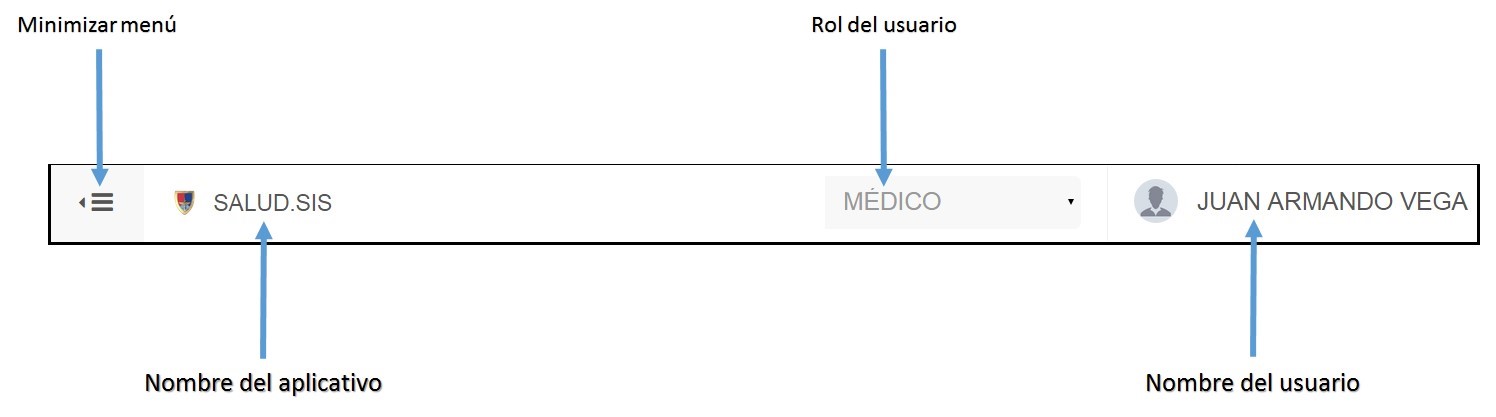 Minimizar menú
Rol del usuario
SALUD.SIS
MÉDICO
JUAN ARMANDO VEGA
Nombre del aplicativo
Nombre del usuario